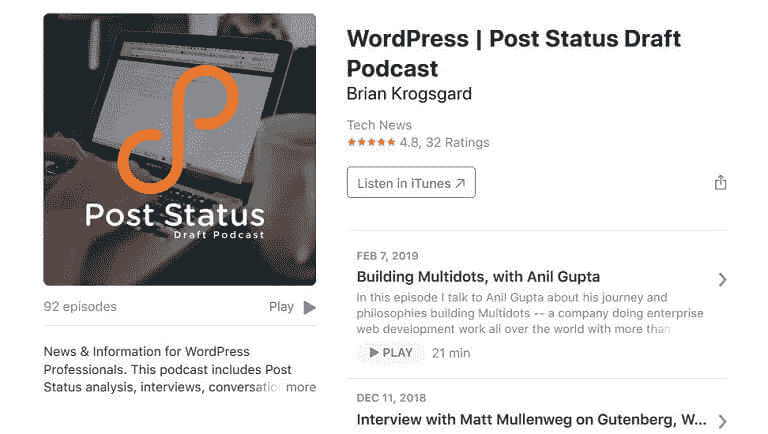 Post Status
Draft Podcast
92 episodes
Play
News & Information for WordPress
Professionals. This podcast includes Post
Status analysis, interviews, conversatio more
WordPress | Post Status Draft
Podcast
Brian Krogsgard
Tech News
4.8, 32 Ratings
Listen in iTunes
FEB 7, 2019
Building Multidots, with Anil Gupta
In this episode I talk to Anil Gupta about his journey and
philosophies building Multidots -- a company doing enterprise
web development work all over the world with more than
PLAY 21 min
DEC 11, 2018
Interview with Matt Mullenweg on Gutenberg, W...